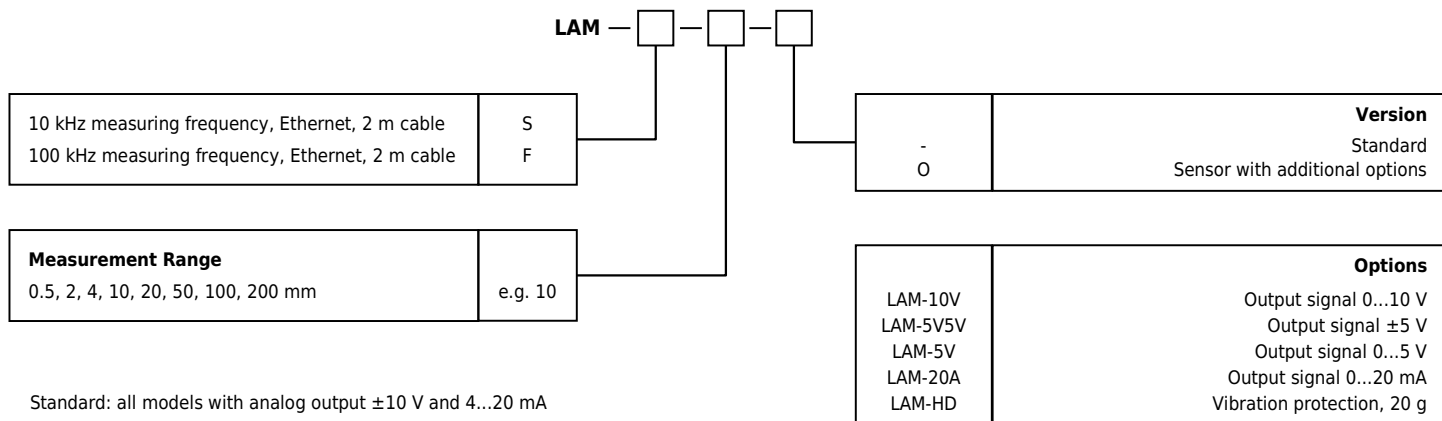 LAM — □ — □ — □
10 kHz measuring frequency, Ethernet, 2 m cable S
100 kHz measuring frequency, Ethernet, 2 m cable F
Measurement Range
0.5, 2, 4, 10, 20, 50, 100, 200 mm e.g. 10
Standard: all models with analog output ±10 V and 4...20 mA
Version
- Standard
O Sensor with additional options
Options
LAM-10V Output signal 0...10 V
LAM-5V5V Output signal ±5 V
LAM-5V Output signal 0...5 V
LAM-20A Output signal 0...20 mA
LAM-HD Vibration protection, 20 g